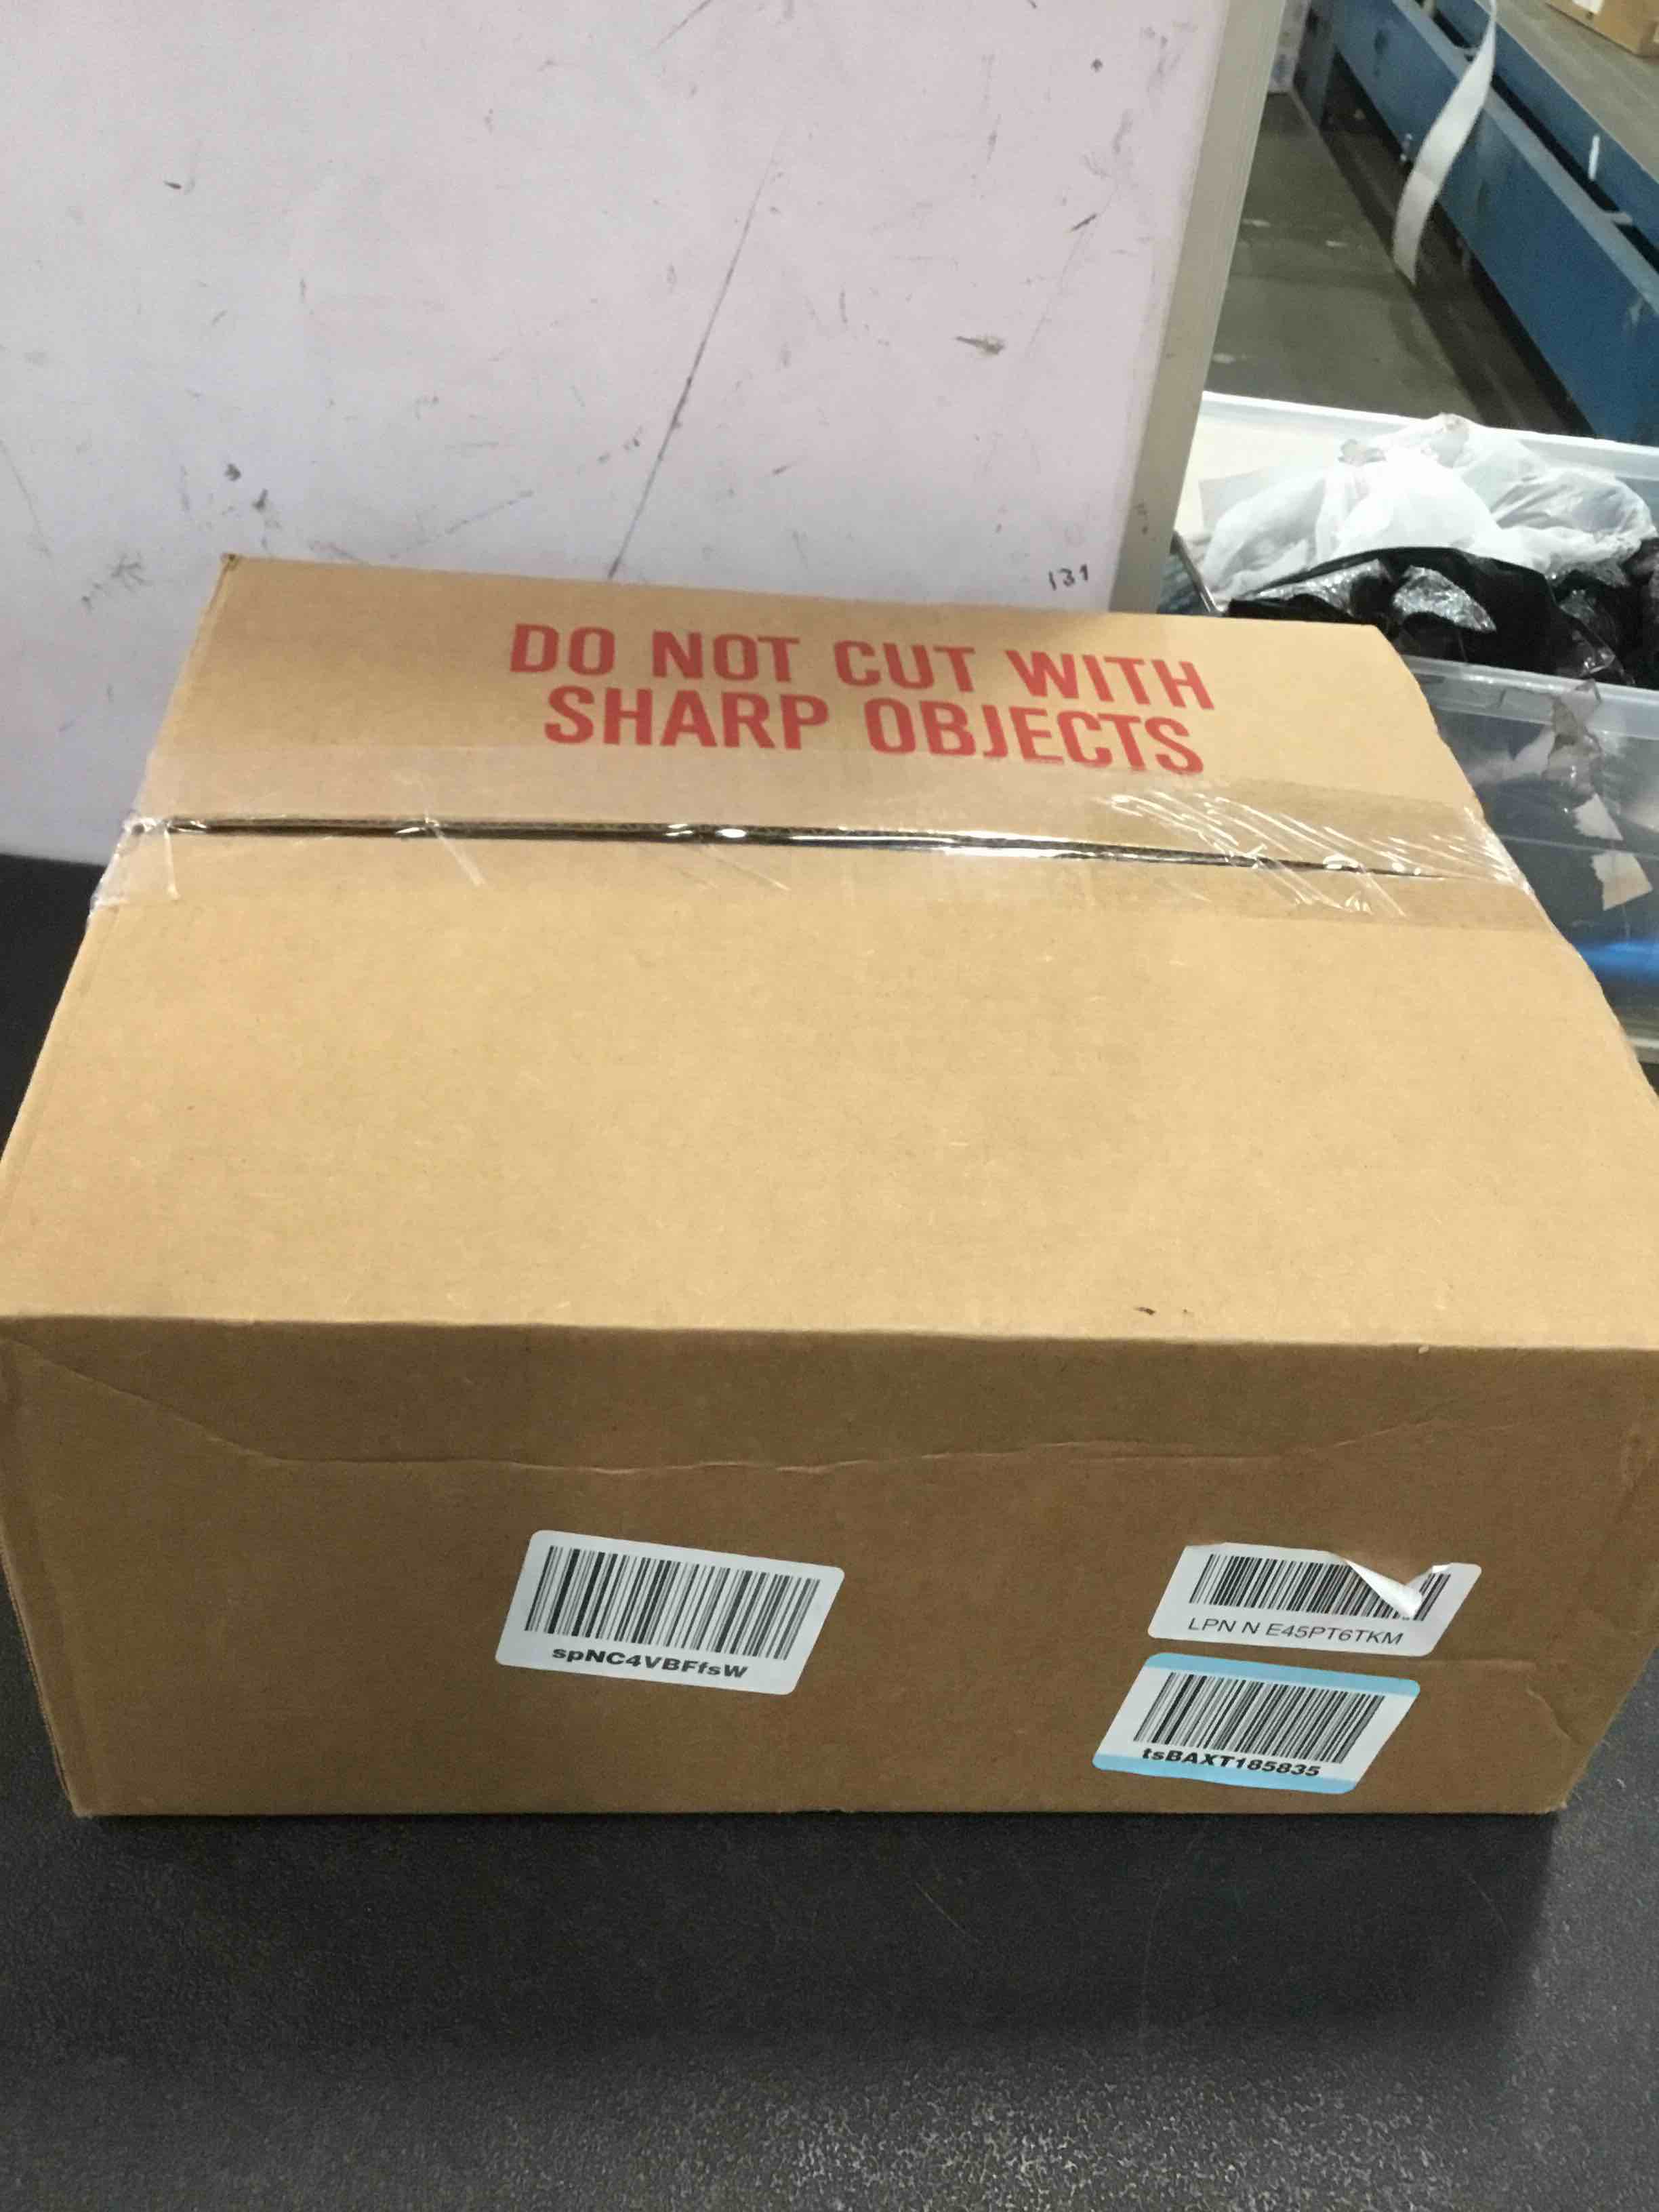 131
DO NOT CUT WITH
SHARP OBJECTS
spNC4VBFfsW
LPN N E45PT6TKM
tsBAXT185835